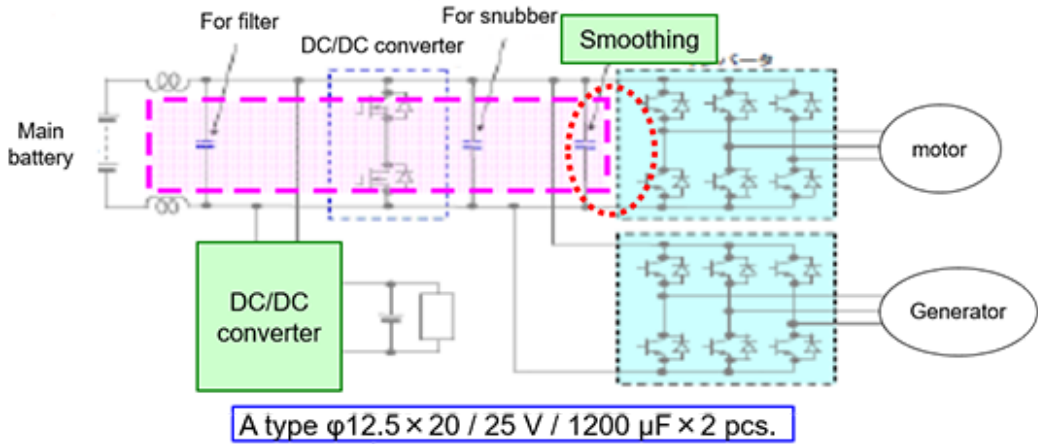 For filter
For snubber
DC/DC converter
Smoothing
Main
battery
motor
DC/DC
converter
Generator
A type φ12.5×20 / 25 V / 1200 μF×2 pcs.